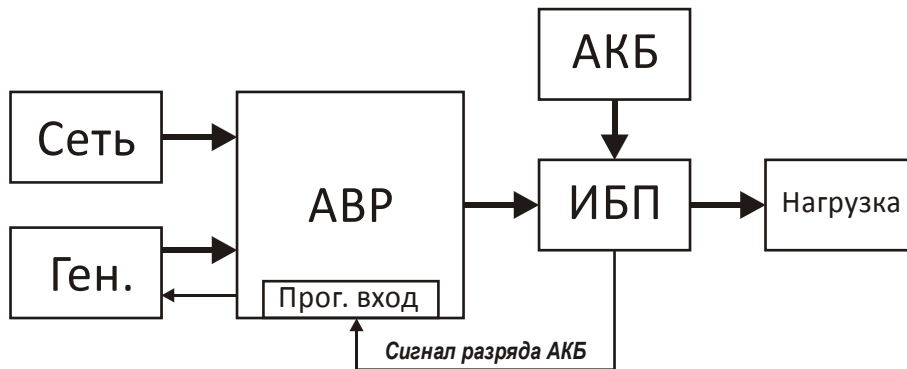 АКБ
Сеть
АВР
ИБП
Нагрузка
Ген.
Прог. вход
Сигнал разряда АКБ